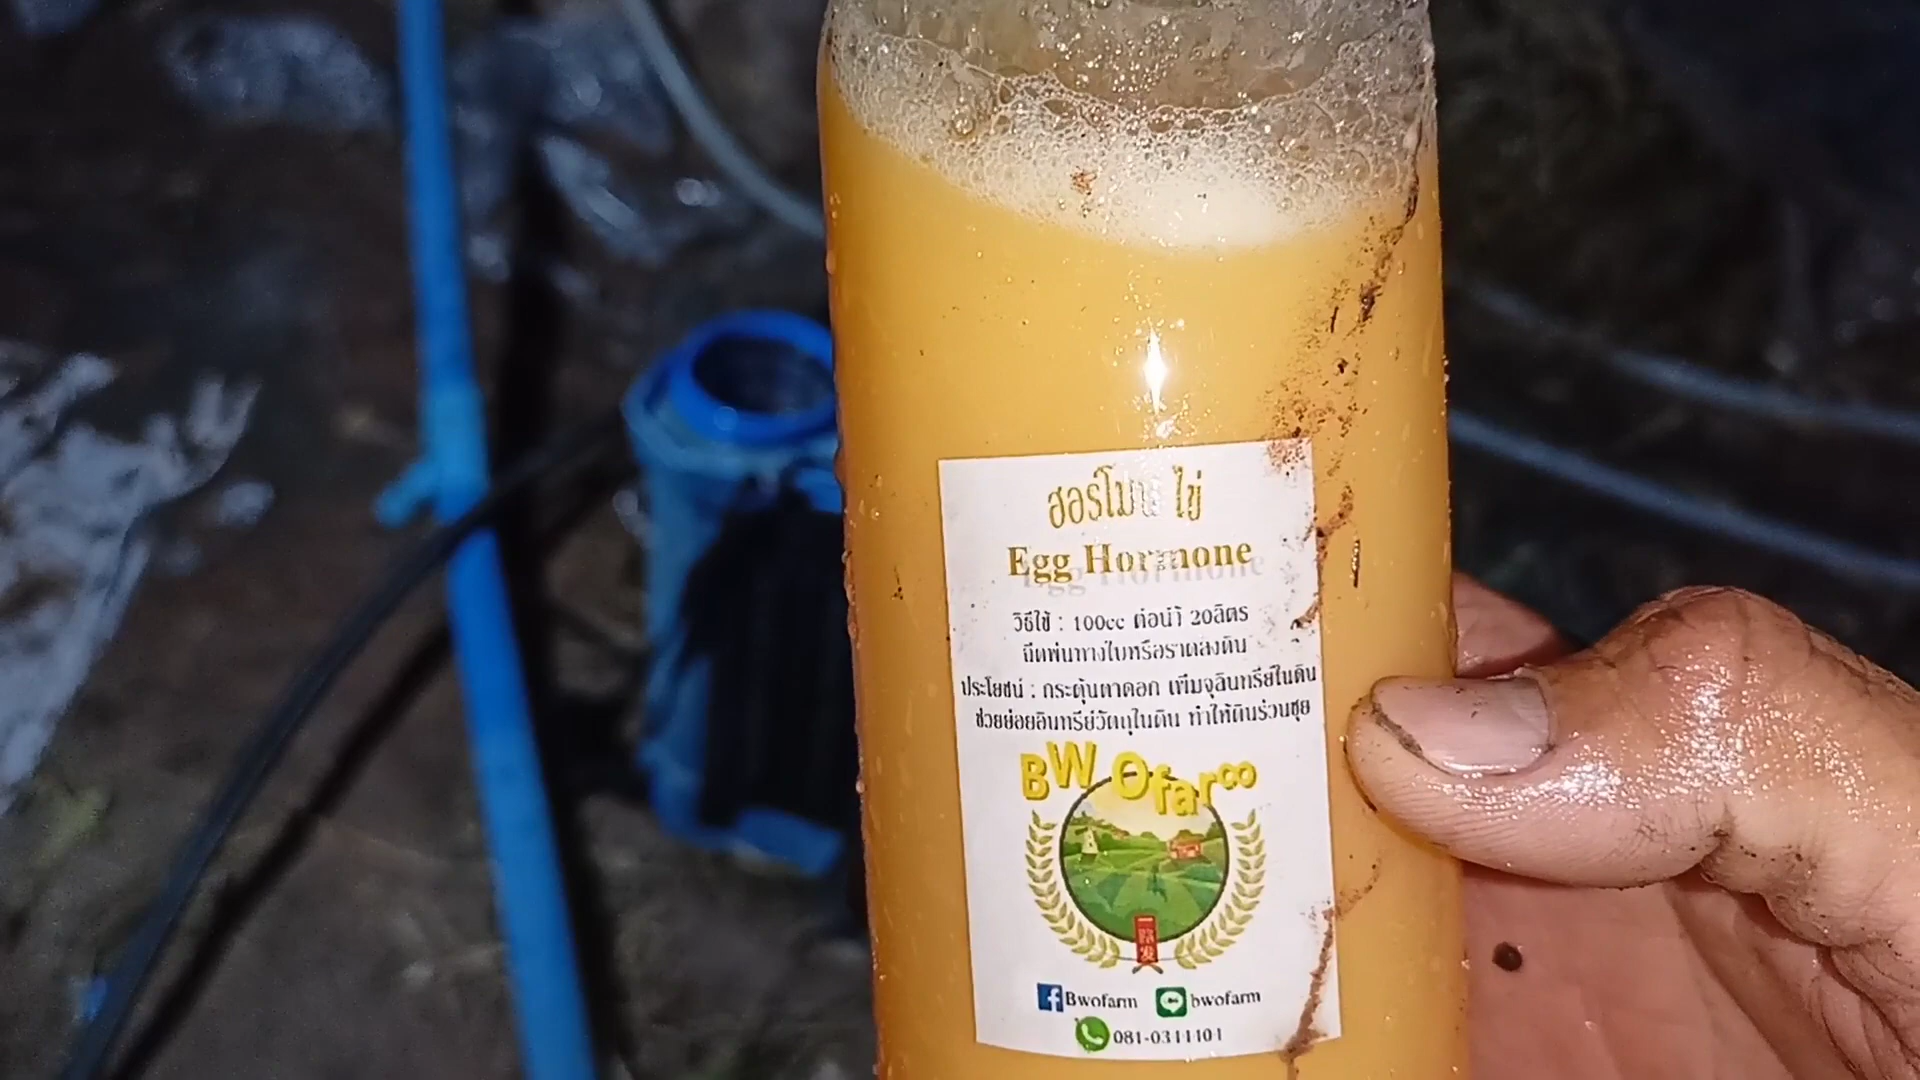 ฮอร์โมน ไข่
Egg Hormone
วิธีใช้ : 100cc ต่อน้ำ 20ลิตร
ฉีดพ่นทางใบหรือราดลงดิน
ประโยชน์ : กระตุ้นตาดอก เพิ่มจุลินทรีย์ในดิน
ช่วยย่อยอินทรีย์วัตถุในดิน ทำให้ดินร่วนซุย
BW Ofar
一路发
Bwofarm bwofarm